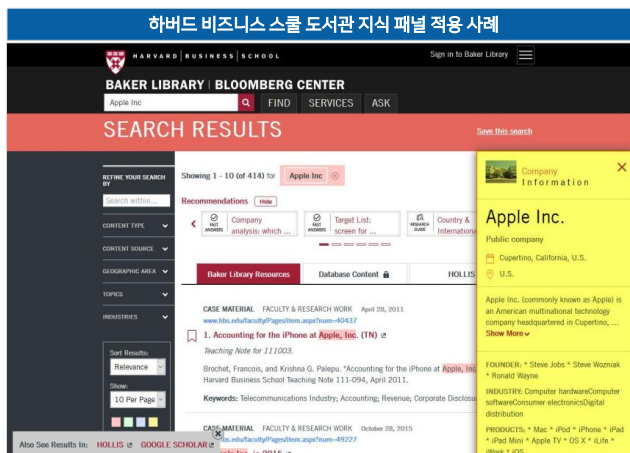 하버드 비즈니스 스쿨 도서관 지식 패널 적용 사례
HARVARD | BUSINESS | SCHOOL
Sign in to Baker Library
BAKER LIBRARY | BLOOMBERG CENTER
Apple Inc
FIND SERVICES ASK
SEARCH RESULTS
Save this search
REFINE YOUR SEARCH BY
Search within...
CONTENT TYPE
CONTENT SOURCE
GEOGRAPHIC AREA
TOPICS
INDUSTRIES
Sort Results:
Relevance
Show:
10 Per Page
Showing 1 - 10 (of 414) for Apple Inc
Recommendations Hide
FAST ANSWERS Company analysis: which ...
FAST ANSWERS Target List: screen for ...
RESEARCH GUIDE Country & Internationa
Baker Library Resources Database Content HOLLIS
CASE MATERIAL FACULTY & RESEARCH WORK April 28, 2011
www.hbs.edu/faculty/Pages/item.aspx?num=40437
1. Accounting for the iPhone at Apple, Inc. (TN)
Teaching Note for 111003.
Brochet, Francois, and Krishna G. Palepu. "Accounting for the iPhone at Apple, Inc
Harvard Business School Teaching Note 111-094, April 2011.
Keywords: Telecommunications Industry; Accounting; Revenue; Corporate Disclosu
CASE MATERIAL FACULTY & RESEARCH WORK October 28, 2015
hbs.edu/faculty/Pages/item.aspx?num=49227
Also See Results In: HOLLIS GOOGLE SCHOLAR
Company Information
Apple Inc.
Public company
Cupertino, California, U.S.
U.S.
Apple Inc. (commonly known as Apple) is
an American multinational technology
company headquartered in Cupertino, ...
Show More
FOUNDER: * Steve Jobs * Steve Wozniak
* Ronald Wayne
INDUSTRY: Computer hardwareComputer
softwareConsumer electronicsDigital
distribution
PRODUCTS: * Mac * iPod * iPhone * iPad
* iPad Mini * Apple TV * OS X * iLife *
iWork * iOS